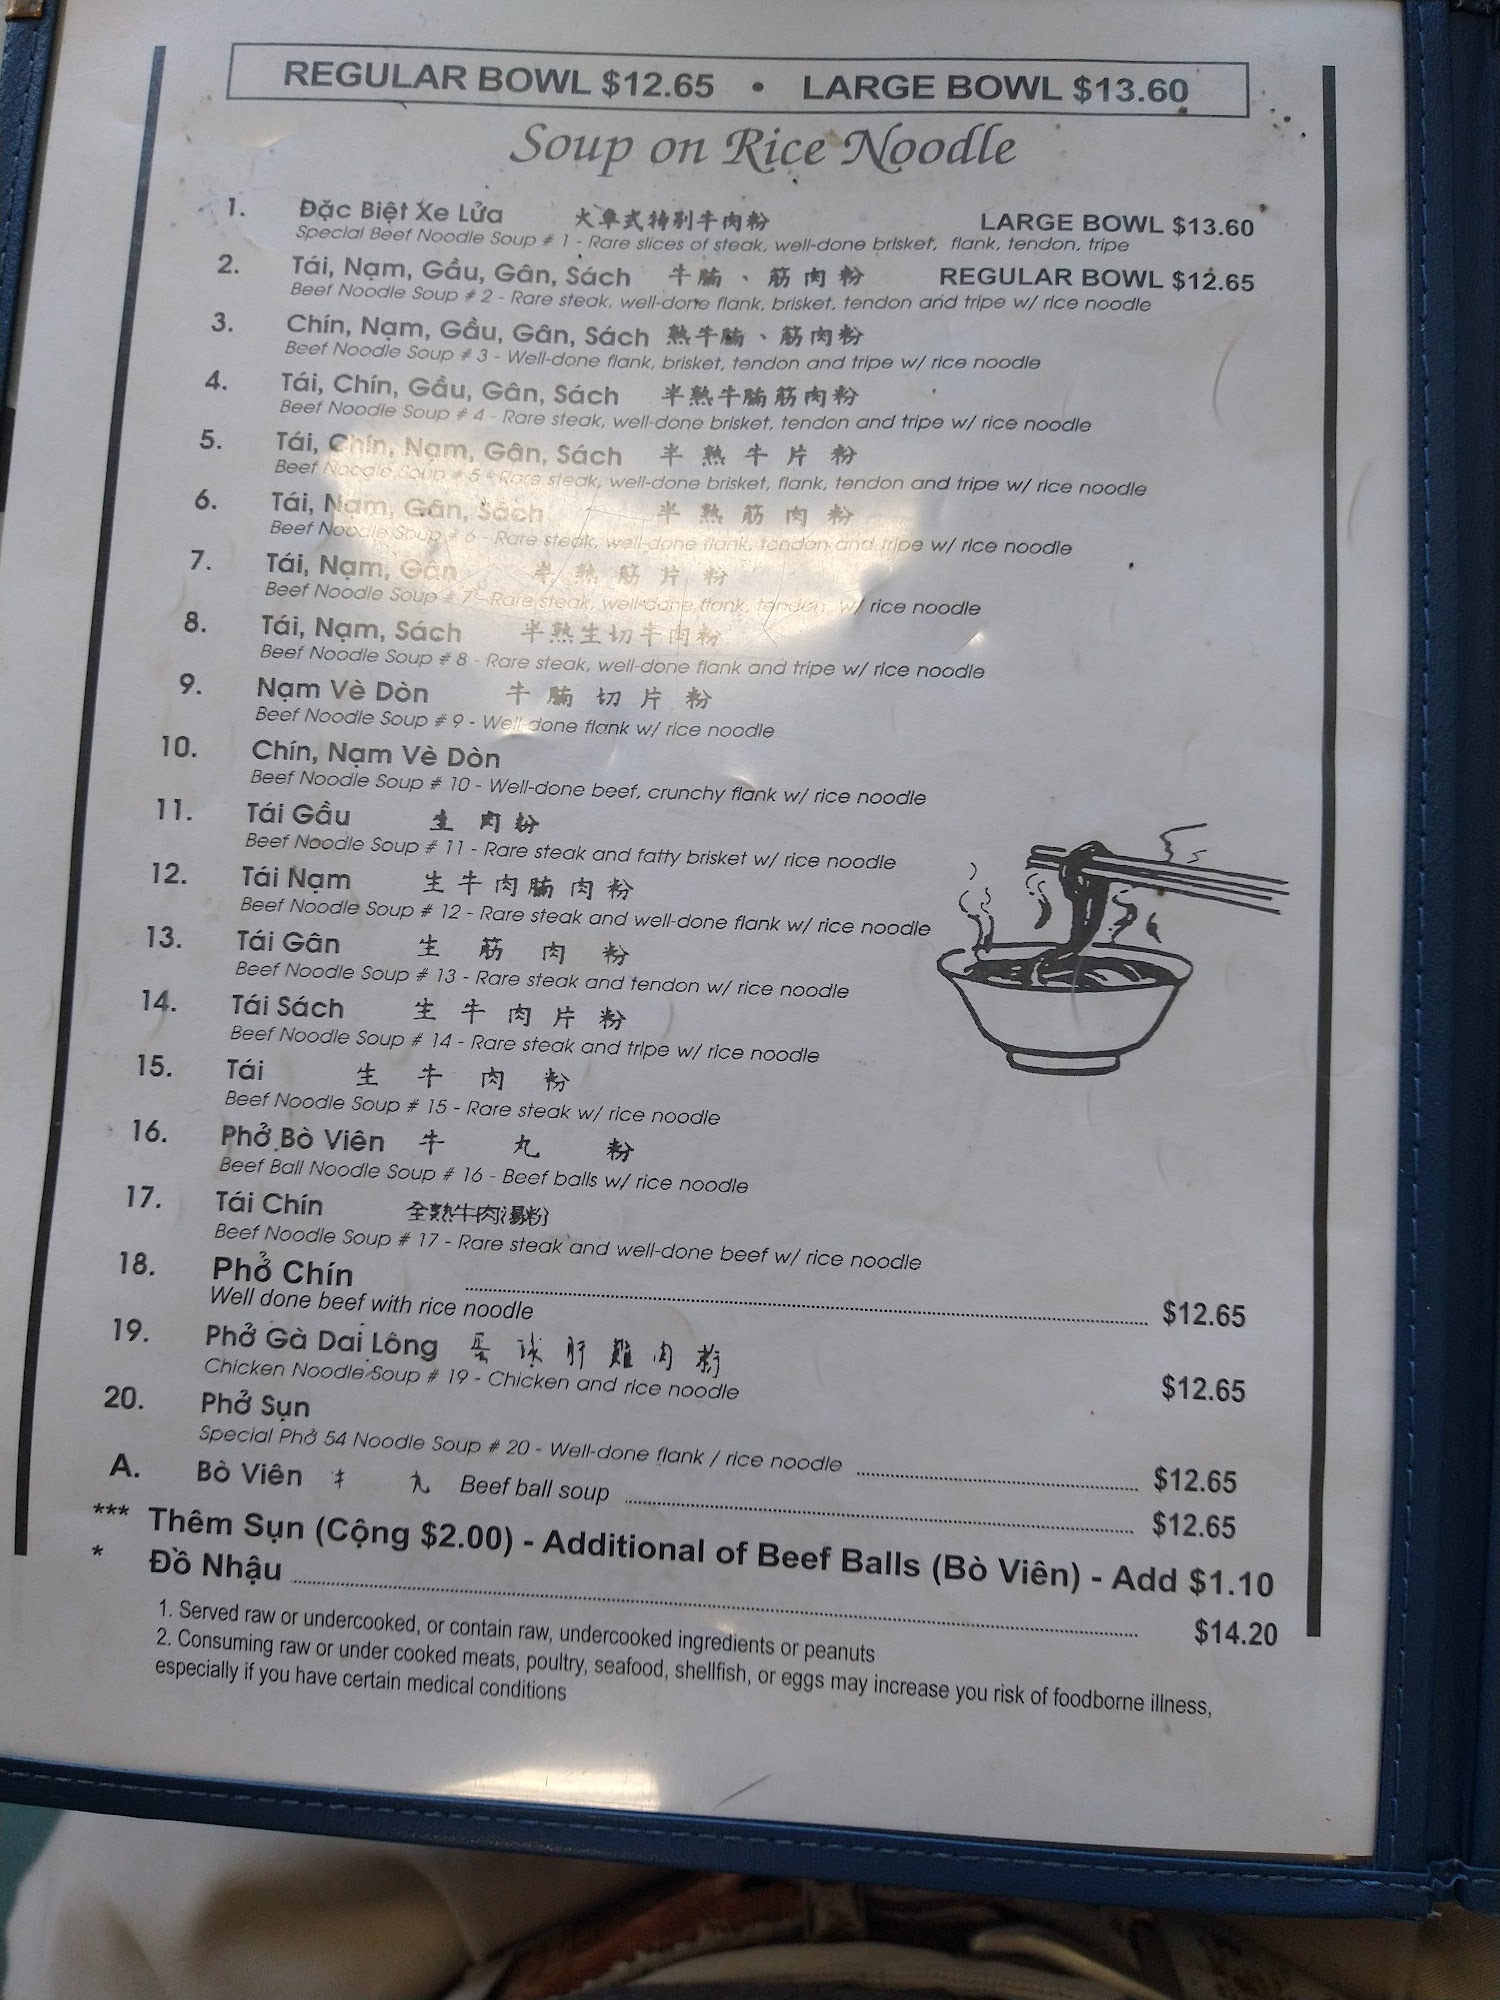 REGULAR BOWL $12.65 • LARGE BOWL $13.60
Soup on Rice Noodle
1. Đặc Biệt Xe Lửa 火車式特別牛肉粉 LARGE BOWL $13.60
Special Beef Noodle Soup # 1 - Rare slices of steak, well-done brisket, flank, tendon, tripe
2. Tái, Nạm, Gầu, Gân, Sách 牛腩、筋肉粉 REGULAR BOWL $12.65
Beef Noodle Soup # 2 - Rare steak, well-done flank, brisket, tendon and tripe w/ rice noodle
3. Chín, Nạm, Gầu, Gân, Sách 熟牛腩、筋肉粉
Beef Noodle Soup # 3 - Well-done flank, brisket, tendon and tripe w/ rice noodle
4. Tái, Chín, Gầu, Gân, Sách 半熟牛腩筋肉粉
Beef Noodle Soup # 4 - Rare steak, well-done brisket, tendon and tripe w/ rice noodle
5. Tái, Chín, Nạm, Gân, Sách 半熟牛片粉
Beef Noodle Soup # 5 - Rare steak, well-done brisket, flank, tendon and tripe w/ rice noodle
6. Tái, Nạm, Gân, Sách 半熟筋肉粉
Beef Noodle Soup # 6 - Rare steak, well-done flank, tendon and tripe w/ rice noodle
7. Tái, Nạm, Gân 半熟筋片粉
Beef Noodle Soup # 7 - Rare steak, well-done flank, tendon w/ rice noodle
8. Tái, Nạm, Sách 半熟生切牛肉粉
Beef Noodle Soup # 8 - Rare steak, well-done flank and tripe w/ rice noodle
9. Nạm Vè Dòn 牛腩切片粉
Beef Noodle Soup # 9 - Well-done flank w/ rice noodle
10. Chín, Nạm Vè Dòn
Beef Noodle Soup # 10 - Well-done beef, crunchy flank w/ rice noodle
11. Tái Gầu 生肉粉
Beef Noodle Soup # 11 - Rare steak and fatty brisket w/ rice noodle
12. Tái Nạm 生牛肉腩肉粉
Beef Noodle Soup # 12 - Rare steak and well-done flank w/ rice noodle
13. Tái Gân 生筋肉粉
Beef Noodle Soup # 13 - Rare steak and tendon w/ rice noodle
14. Tái Sách 生牛肉片粉
Beef Noodle Soup # 14 - Rare steak and tripe w/ rice noodle
15. Tái 生牛肉粉
Beef Noodle Soup # 15 - Rare steak w/ rice noodle
16. Phở Bò Viên 牛丸粉
Beef Ball Noodle Soup # 16 - Beef balls w/ rice noodle
17. Tái Chín 全熟牛肉湯粉
Beef Noodle Soup # 17 - Rare steak and well-done beef w/ rice noodle
18. Phở Chín $12.65
Well done beef with rice noodle
19. Phở Gà Dai Lông 雞肉粉 $12.65
Chicken Noodle Soup # 19 - Chicken and rice noodle
20. Phở Sụn
Special Phở 54 Noodle Soup # 20 - Well-done flank / rice noodle $12.65
A. Bò Viên 牛丸 Beef ball soup $12.65
*** Thêm Sụn (Cộng $2.00) - Additional of Beef Balls (Bò Viên) - Add $1.10
* Đồ Nhậu $14.20
1. Served raw or undercooked, or contain raw, undercooked ingredients or peanuts
2. Consuming raw or under cooked meats, poultry, seafood, shellfish, or eggs may increase you risk of foodborne illness,
especially if you have certain medical conditions